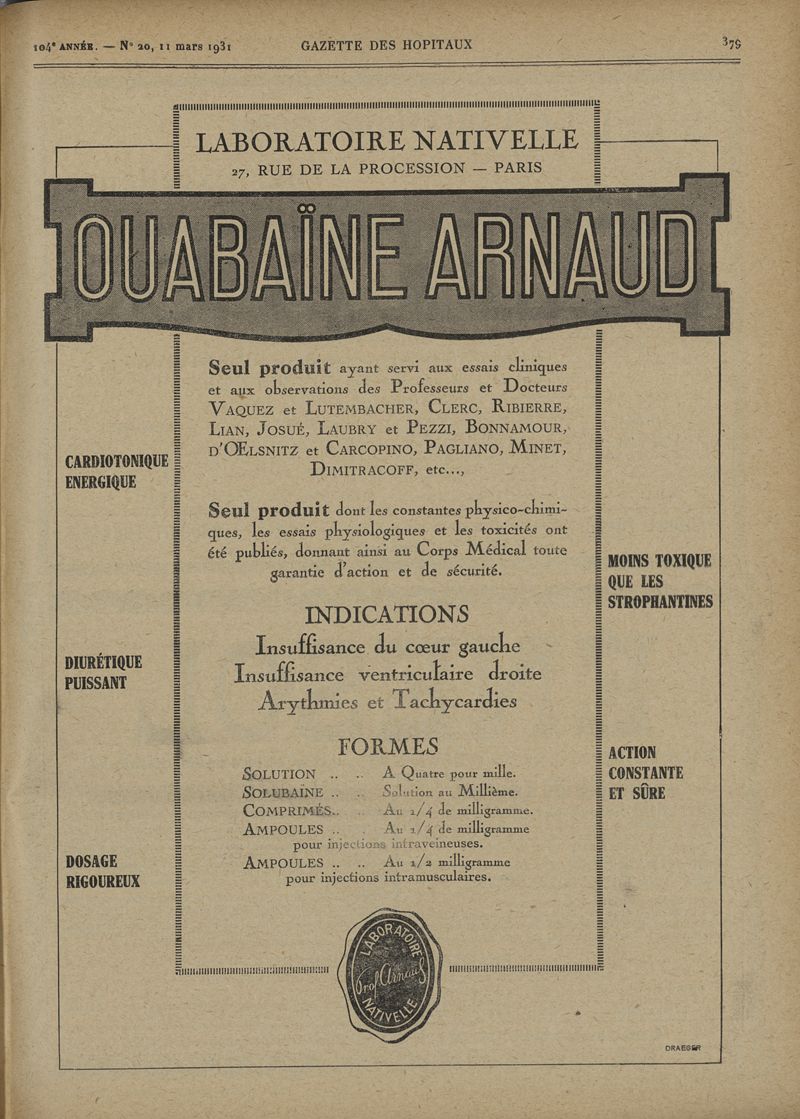 104e ANNÉE. — N° 20, 11 mars 1931 GAZETTE DES HOPITAUX 379
LABORATOIRE NATIVELLE
27, RUE DE LA PROCESSION — PARIS
OUABAÏNE ARNAUD
Seul produit ayant servi aux essais cliniques
et aux observations des Professeurs et Docteurs
VAQUEZ et LUTEMBACHER, CLERC, RIBIERRE,
LIAN, JOSUÉ, LAUBRY et PEZZI, BONNAMOUR,
D'ŒLSNITZ et CARCOPINO, PAGLIANO, MINET,
DIMITRACOFF, etc...,
CARDIOTONIQUE
ENERGIQUE
Seul produit dont les constantes physico-chimi-
ques, les essais physiologiques et les toxicités ont
été publiés, donnant ainsi au Corps Médical toute
garantie d'action et de sécurité.
MOINS TOXIQUE
QUE LES
STROPHANTINES
INDICATIONS
Insuffisance du cœur gauche
Insuffisance ventriculaire droite
Arythmies et Tachycardies
DIURÉTIQUE
PUISSANT
FORMES
SOLUTION .. .. A Quatre pour mille.
SOLUBAÏNE .. .. Solution au Millième.
COMPRIMÉS.. .. Au 1/4 de milligramme.
AMPOULES .. . Au 1/4 de milligramme
pour injections intraveineuses.
AMPOULES .. .. Au 1/2 milligramme
pour injections intramusculaires.
ACTION
CONSTANTE
ET SÛRE
DOSAGE
RIGOUREUX
LABORATOIRE
Prof Arnaud
NATIVELLE
DRAEGER